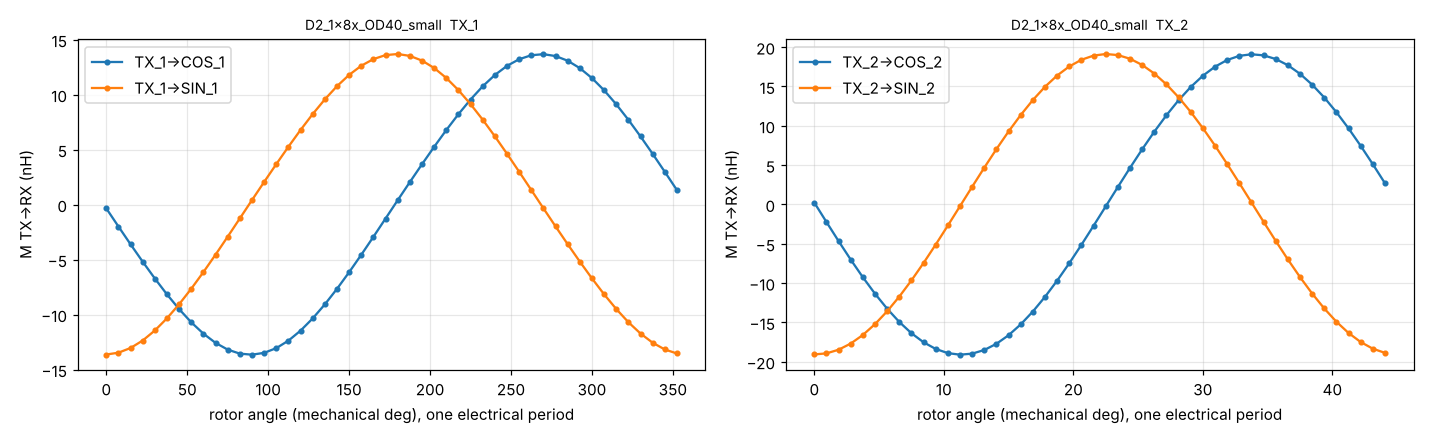 D2_1×8x_OD40_small TX_1
TX_1→COS_1
TX_1→SIN_1
M TX→RX (nH)
15
10
5
0
−5
−10
−15
0
50
100
150
200
250
300
350
rotor angle (mechanical deg), one electrical period
D2_1×8x_OD40_small TX_2
TX_2→COS_2
TX_2→SIN_2
M TX→RX (nH)
20
15
10
5
0
−5
−10
−15
−20
0
10
20
30
40
rotor angle (mechanical deg), one electrical period